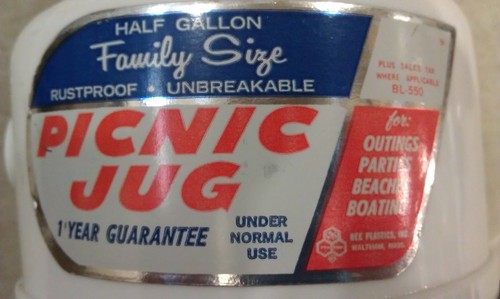 HALF GALLON
Family Size
RUSTPROOF • UNBREAKABLE
PLUS SALES TAX
WHERE APPLICABLE
BL-550
PICNIC
JUG
1 YEAR GUARANTEE
UNDER
NORMAL
USE
for:
OUTINGS
PARTIES
BEACHES
BOATING
BEE PLASTICS, INC.
WALTHAM, MASS.